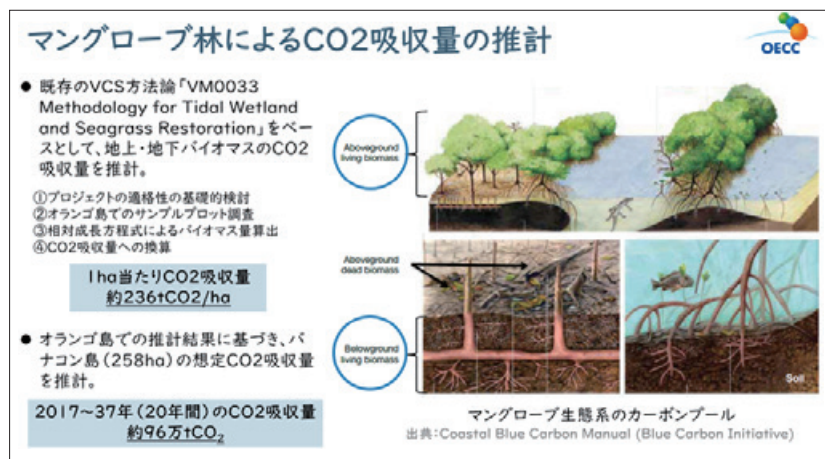 マングローブ林によるCO2吸収量の推計
OECC
● 既存のVCS方法論「VM0033
Methodology for Tidal Wetland
and Seagrass Restoration」をベ
ースとして、地上・地下バイオマスのCO2
吸収量を推計。
①プロジェクトの適格性の基礎的検討
②オランゴ島でのサンプルプロット調査
③相対成長方程式によるバイオマス量算出
④CO2吸収量への換算
1ha当たりCO2吸収量
約236tCO2/ha
● オランゴ島での推計結果に基づき、バ
ナコン島(258ha)の想定CO2吸収量
を推計。
2017~37年(20年間)のCO2吸収量
約96万tCO₂
Aboveground
living biomass
Aboveground
dead biomass
Belowground
living biomass
Soil
マングローブ生態系のカーボンプール
出典:Coastal Blue Carbon Manual (Blue Carbon Initiative)